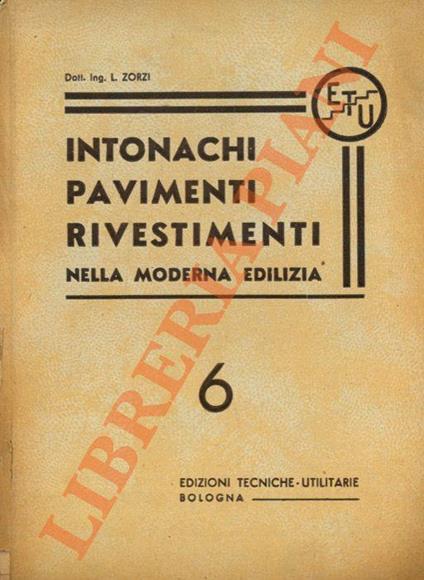 Dott. Ing. L. ZORZI
ETU
INTONACHI
PAVIMENTI
RIVESTIMENTI
NELLA MODERNA EDILIZIA
6
EDIZIONI TECNICHE-UTILITARIE
BOLOGNA
LIBRERIA PIANI